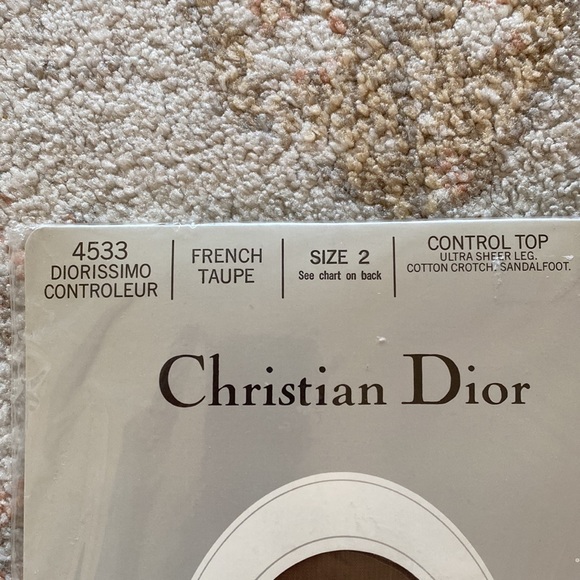 4533
DIORISSIMO
CONTROLEUR
FRENCH
TAUPE
SIZE 2
See chart on back
CONTROL TOP
ULTRA SHEER LEG.
COTTON CROTCH, SANDALFOOT.
Christian Dior